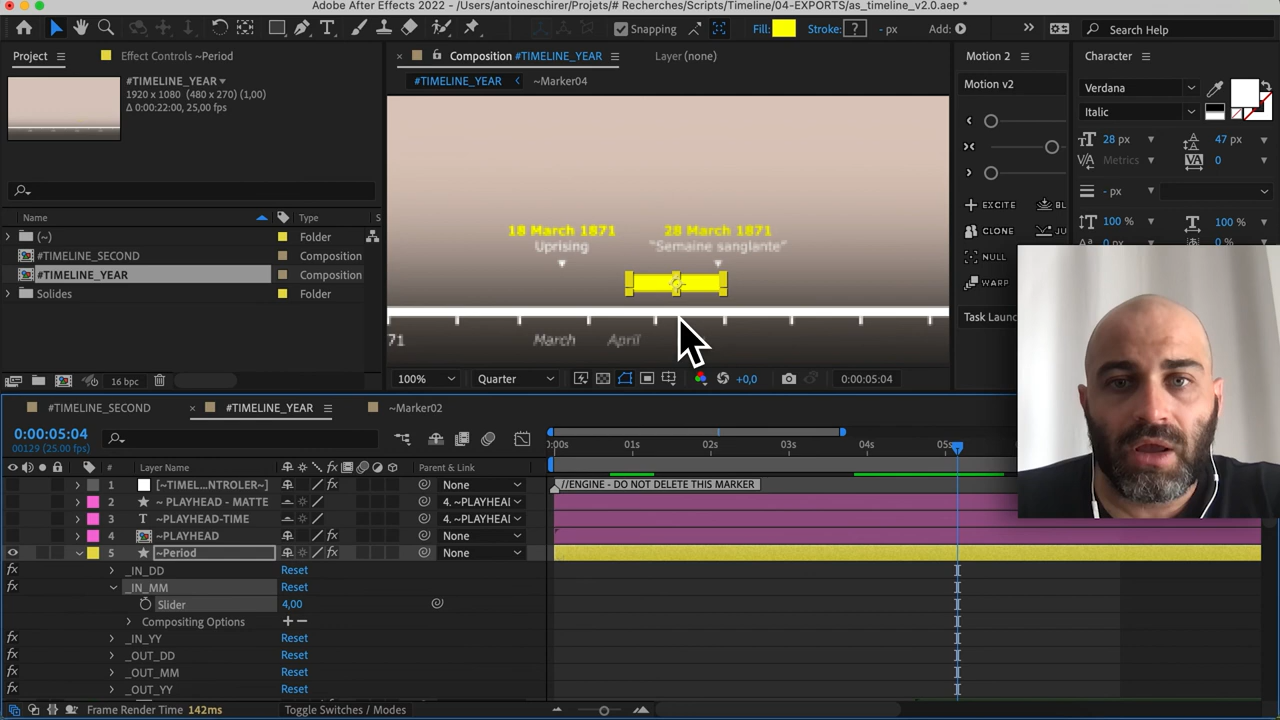 Adobe After Effects 2022 - /Users/antoineschirer/Projets/# Recherches/Scripts/Timeline/04-EXPORTS/as_timeline_v2.0.aep *
Snapping
Fill:
Stroke:
?
- px
Add:
Search Help
Project
Effect Controls ~Period
Composition #TIMELINE_YEAR
Layer (none)
Motion 2
Character
#TIMELINE_YEAR
1920 x 1080 (480 x 270) (1,00)
Δ 0:00:22:00, 25,00 fps
#TIMELINE_YEAR
~Marker04
Motion v2
Verdana
Italic
28 px
47 px
Metrics
0
- px
100 %
100 %
0 px
0 %
EXCITE
BL
CLONE
JU
NULL
WARP
Task Launc
Name
Type
S
(~)
Folder
#TIMELINE_SECOND
Composition
#TIMELINE_YEAR
Composition
Solides
Folder
16 bpc
18 March 1871
Uprising
28 March 1871
"Semaine sanglante"
71
March
April
100%
Quarter
+0,0
0:00:05:04
#TIMELINE_SECOND
#TIMELINE_YEAR
~Marker02
0:00:05:04
00129 (25.00 fps)
0:00s
01s
02s
03s
04s
05s
#
Layer Name
Parent & Link
1
[~TIMEL...NTROLER~]
None
//ENGINE - DO NOT DELETE THIS MARKER
2
~ PLAYHEAD - MATTE
4. ~PLAYHEAD
3
~PLAYHEAD-TIME
4. ~PLAYHEAD
4
~PLAYHEAD
None
5
~Period
None
_IN_DD
Reset
_IN_MM
Reset
Slider
4,00
Compositing Options
+ −
_IN_YY
Reset
_OUT_DD
Reset
_OUT_MM
Reset
_OUT_YY
Reset
Frame Render Time 142ms
Toggle Switches / Modes